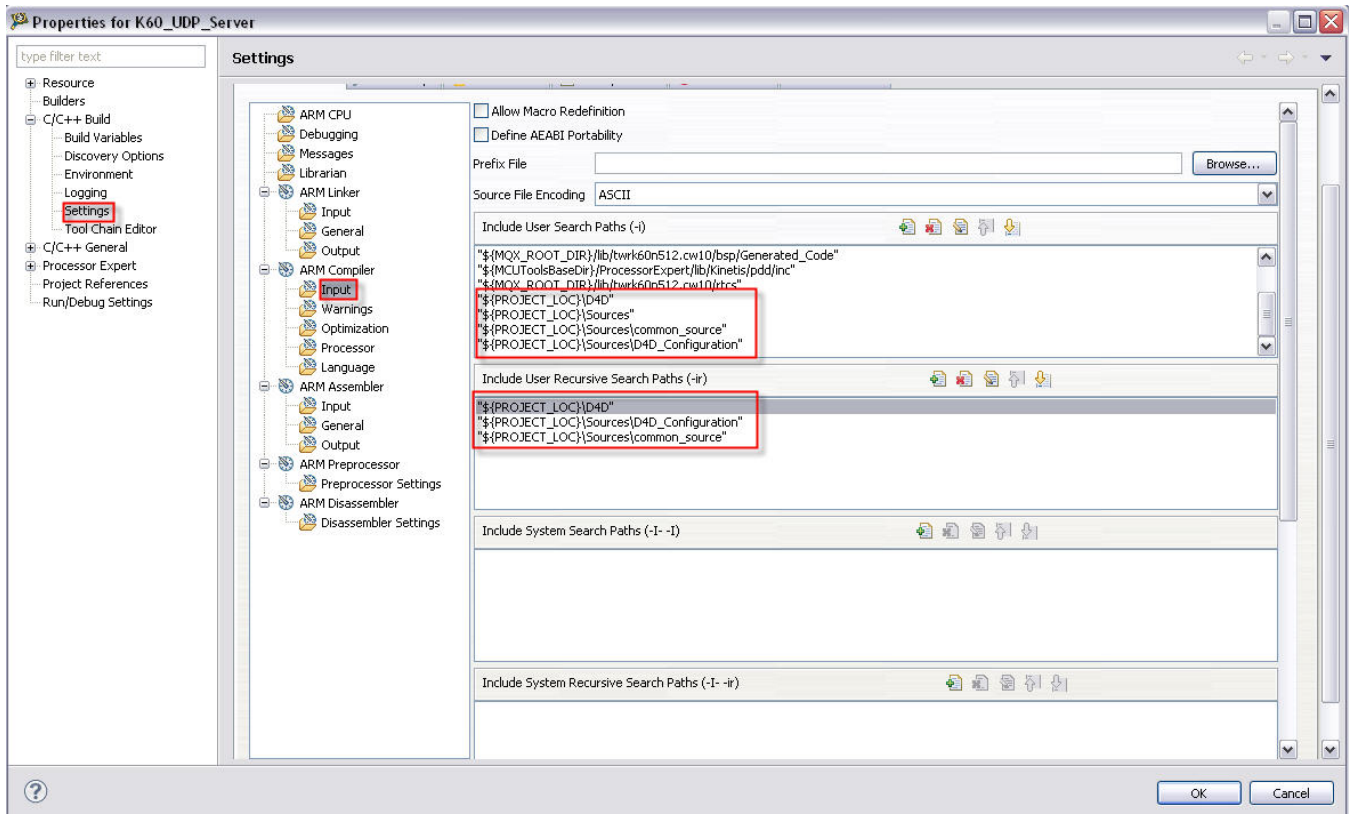 Properties for K60_UDP_Server
type filter text
Settings
Resource
Builders
C/C++ Build
Build Variables
Discovery Options
Environment
Logging
Settings
Tool Chain Editor
C/C++ General
Processor Expert
Project References
Run/Debug Settings
ARM CPU
Debugging
Messages
Librarian
ARM Linker
Input
General
Output
ARM Compiler
Input
Warnings
Optimization
Processor
Language
ARM Assembler
Input
General
Output
ARM Preprocessor
Preprocessor Settings
ARM Disassembler
Disassembler Settings
Allow Macro Redefinition
Define AEABI Portability
Prefix File
Browse...
Source File Encoding ASCII
Include User Search Paths (-i)
"${MQX_ROOT_DIR}/lib/twrk60n512.cw10/bsp/Generated_Code"
"${MCUToolsBaseDir}/ProcessorExpert/lib/Kinetis/pdd/inc"
"${MQX_ROOT_DIR}/lib/twrk60n512.cw10/rtcs"
"${PROJECT_LOC}\D4D"
"${PROJECT_LOC}\Sources"
"${PROJECT_LOC}\Sources\common_source"
"${PROJECT_LOC}\Sources\D4D_Configuration"
Include User Recursive Search Paths (-ir)
"${PROJECT_LOC}\D4D"
"${PROJECT_LOC}\Sources\D4D_Configuration"
"${PROJECT_LOC}\Sources\common_source"
Include System Search Paths (-I- -I)
Include System Recursive Search Paths (-I- -ir)
OK
Cancel